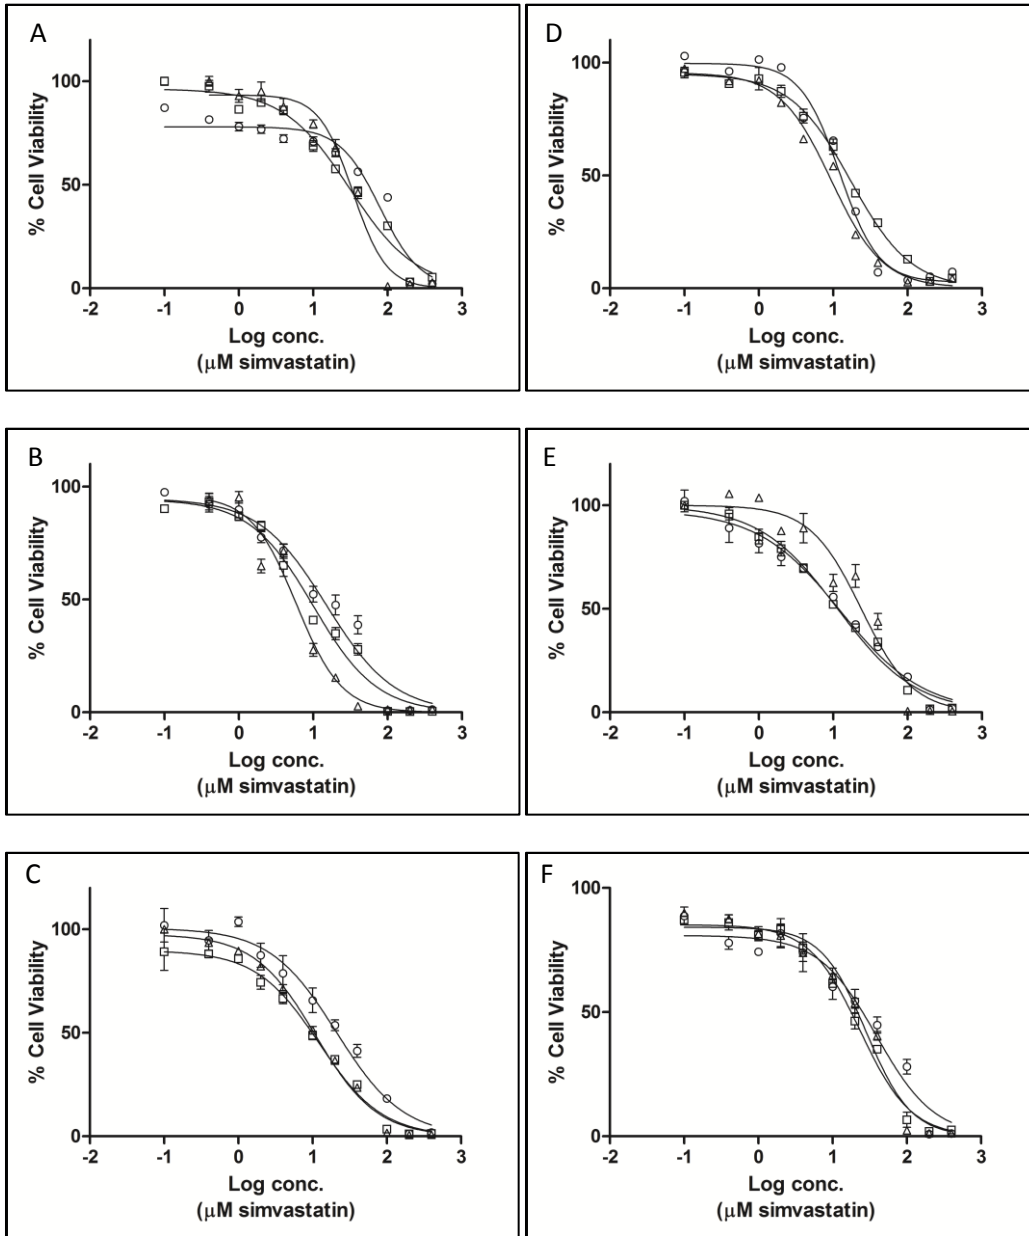 A
100
50
0
% Cell Viability
-2 -1 0 1 2 3
Log conc.
(μM simvastatin)
D
100
50
0
% Cell Viability
-2 -1 0 1 2 3
Log conc.
(μM simvastatin)
B
100
50
0
% Cell Viability
-2 -1 0 1 2 3
Log conc.
(μM simvastatin)
E
100
50
0
% Cell Viability
-2 -1 0 1 2 3
Log conc.
(μM simvastatin)
C
100
50
0
% Cell Viability
-2 -1 0 1 2 3
Log conc.
(μM simvastatin)
F
100
50
0
% Cell Viability
-2 -1 0 1 2 3
Log conc.
(μM simvastatin)